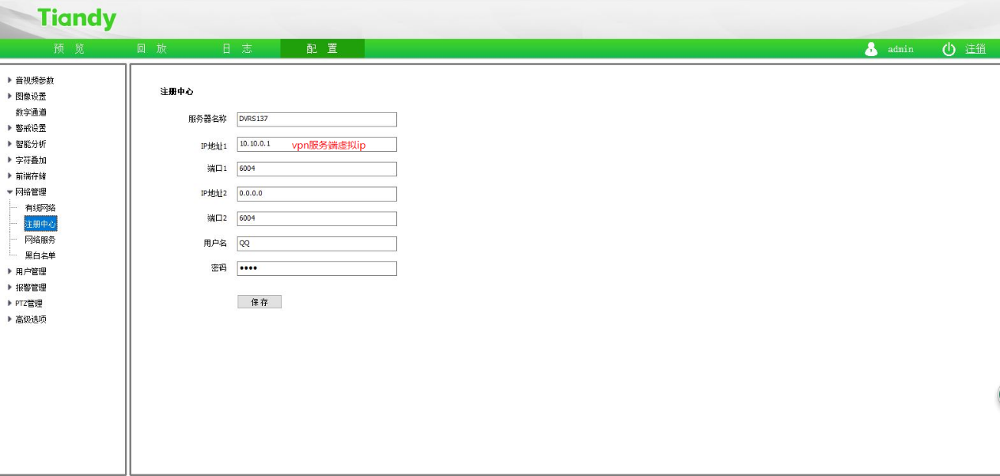 Tiandy
预 览 回 放 日 志 配 置 admin 注销
音视频参数
图像设置
数字通道
警戒设置
智能分析
字符叠加
前端存储
网络管理
有线网络
注册中心
网络服务
黑白名单
用户管理
报警管理
PTZ管理
高级选项
注册中心
服务器名称 DVRS137
IP地址1 10.10.0.1 vpn服务端虚拟ip
端口1 6004
IP地址2 0.0.0.0
端口2 6004
用户名 QQ
密码 ●●●●
保存